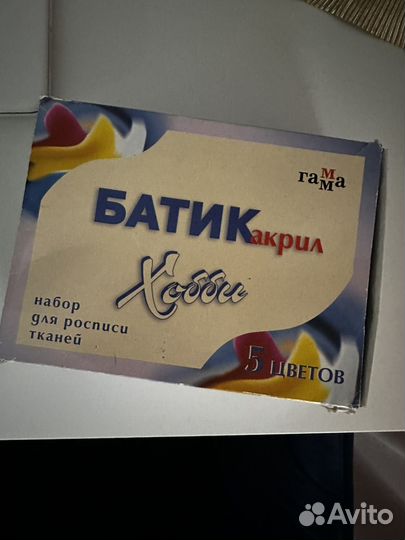 гамма
БАТИК акрил
Хобби
набор
для росписи
тканей
5 ЦВЕТОВ
Avito